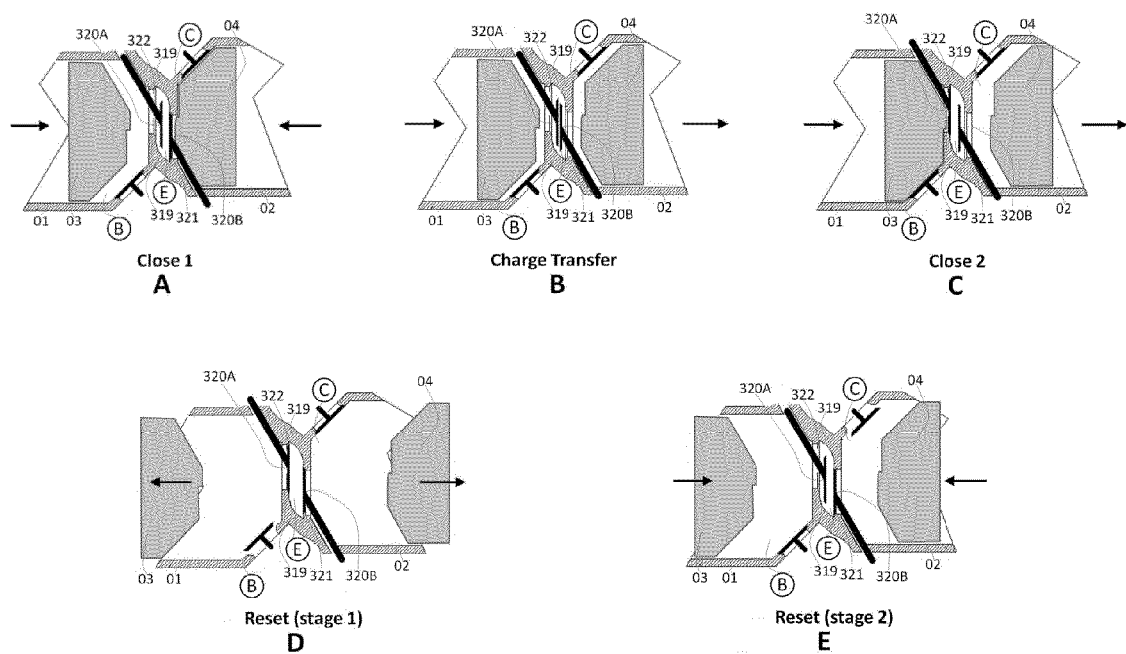 320A 322 319 C 04
01 03 B 319 E 321 320B 02
Close 1
A
320A 322 319 C 04
01 03 B 319 E 321 320B 02
Charge Transfer
B
320A 322 319 C 04
01 03 B 319 E 321 320B 02
Close 2
C
320A 322 319 C 04
03 01 B 319 E 321 320B 02
Reset (stage 1)
D
320A 322 319 C 04
03 01 B 319 E 321 320B 02
Reset (stage 2)
E